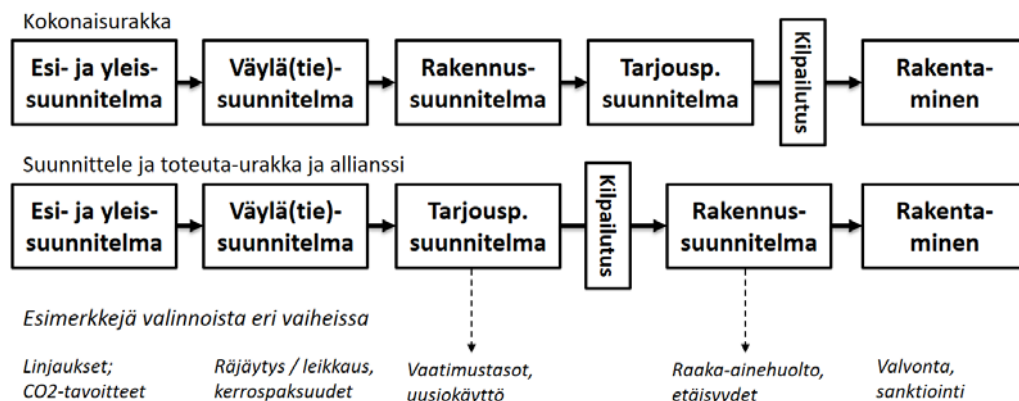 Kokonaisurakka
Esi- ja yleis-
suunnitelma
Väylä(tie)-
suunnitelma
Rakennus-
suunnitelma
Tarjousp.
suunnitelma
Kilpailutus
Rakenta-
minen
Suunnittele ja toteuta-urakka ja allianssi
Esi- ja yleis-
suunnitelma
Väylä(tie)-
suunnitelma
Tarjousp.
suunnitelma
Kilpailutus
Rakennus-
suunnitelma
Rakenta-
minen
Esimerkkejä valinnoista eri vaiheissa
Linjaukset;
CO2-tavoitteet
Räjäytys / leikkaus,
kerrospaksuudet
Vaatimustasot,
uusiokäyttö
Raaka-ainehuolto,
etäisyydet
Valvonta,
sanktiointi